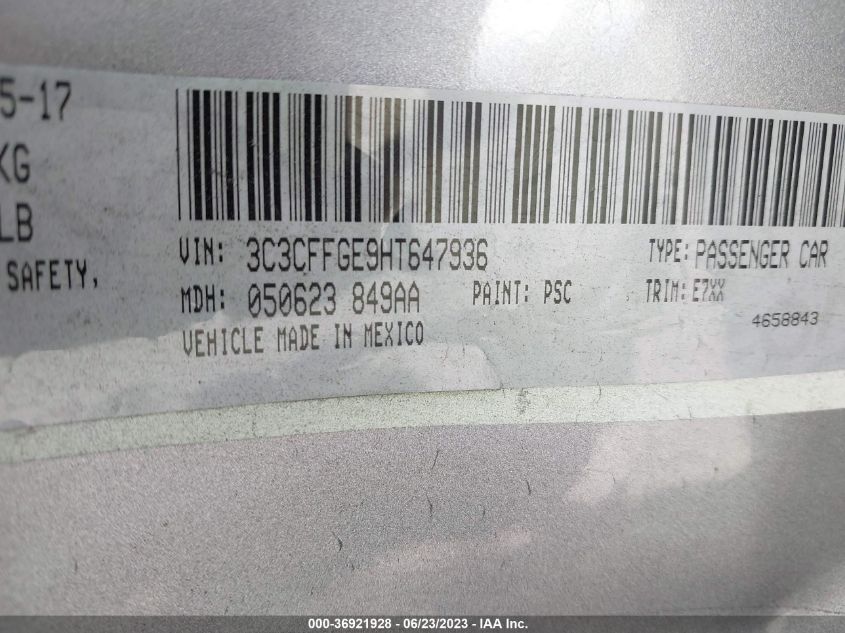 5-17
KG
LB
SAFETY,
VIN: 3C3CFFGE9HT647936 TYPE: PASSENGER CAR
MDH: 050623 849AA PAINT: PSC TRIM: E7XX
4658843
VEHICLE MADE IN MEXICO
000-36921928 - 06/23/2023 - IAA Inc.